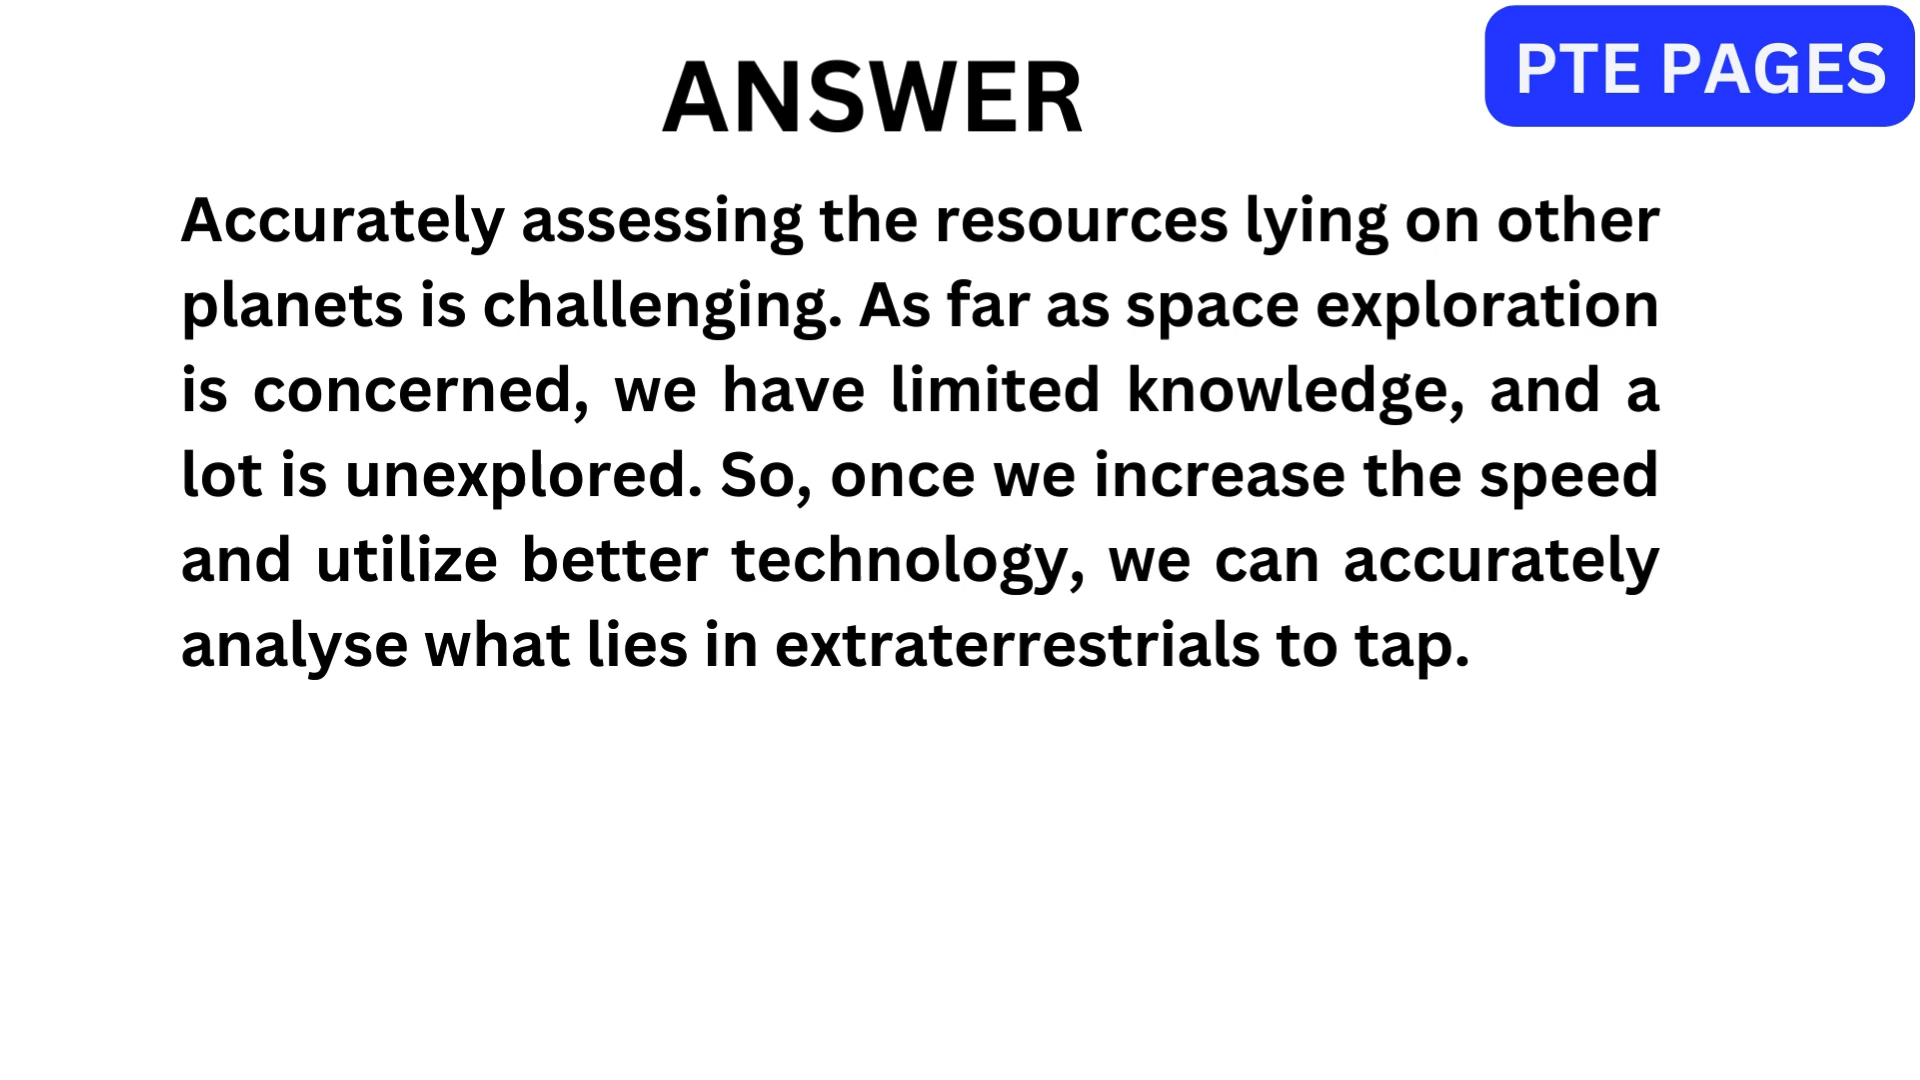 PTE PAGES
ANSWER
Accurately assessing the resources lying on other
planets is challenging. As far as space exploration
is concerned, we have limited knowledge, and a
lot is unexplored. So, once we increase the speed
and utilize better technology, we can accurately
analyse what lies in extraterrestrials to tap.